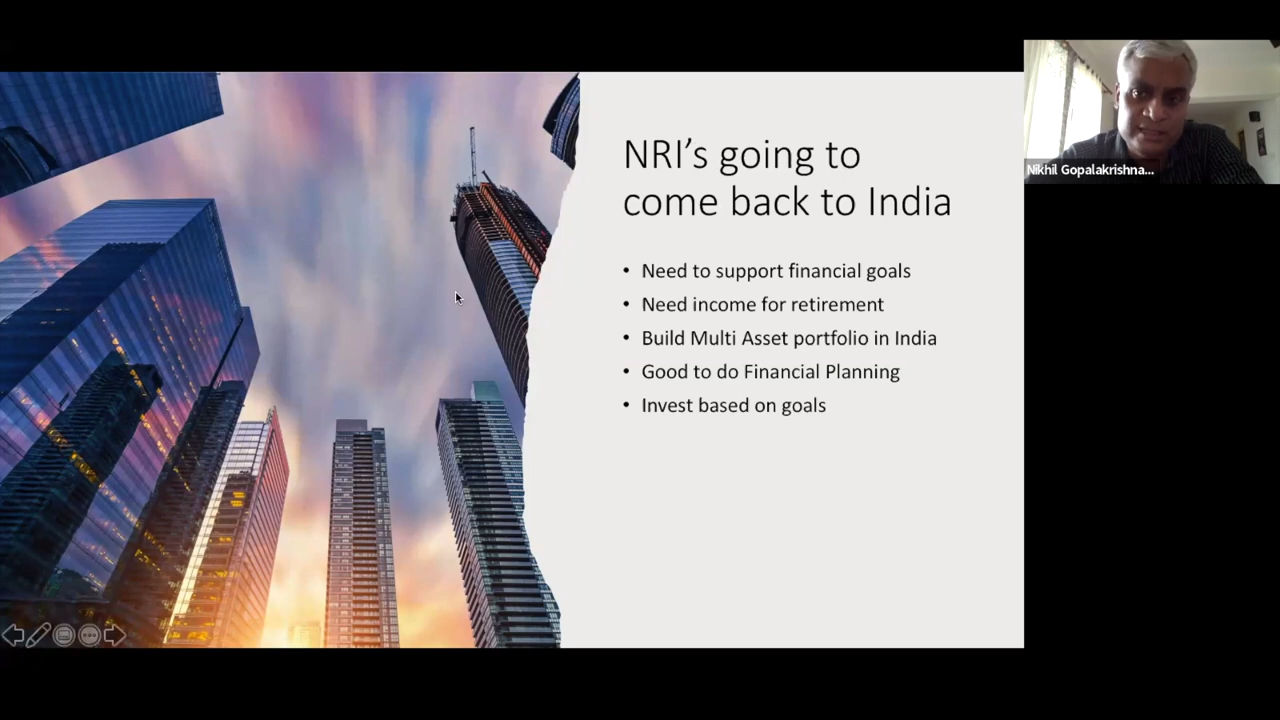 NRI’s going to
come back to India
• Need to support financial goals
• Need income for retirement
• Build Multi Asset portfolio in India
• Good to do Financial Planning
• Invest based on goals
Nikhil Gopalakrishna...